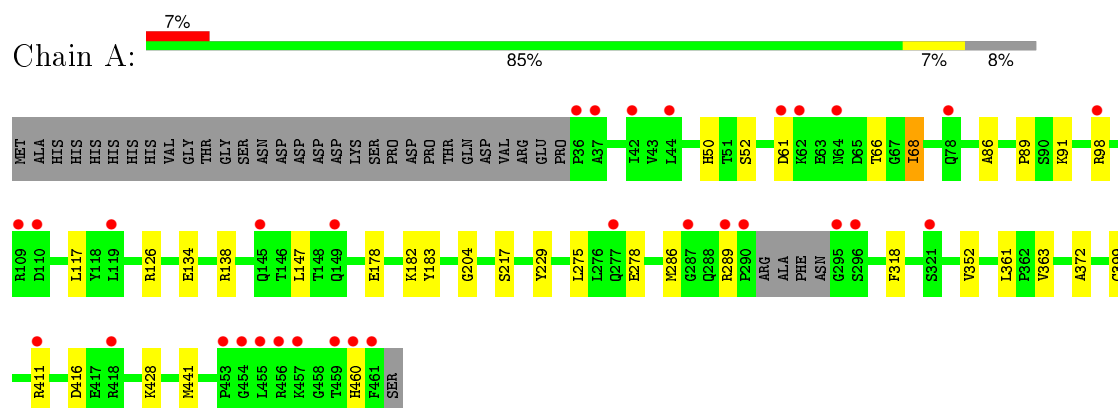 7%
Chain A:
85%
7%
8%
MET ALA HIS HIS HIS HIS HIS HIS VAL GLY THR GLY SER ASN ASP ASP ASP ASP LYS SER PRO ASP PRO THR GLN ASP VAL ARG GLU PRO P36 A37 I42 V43 L44 H50 T51 S52 D61 K62 E63 N64 D65 T66 G67 I68 Q78 A86 P89 S90 K91 R98
R109 D110 L117 Y118 L119 R126 E134 R138 Q145 T146 L147 T148 Q149 E178 K182 Y183 G204 S217 Y229 L275 L276 Q277 E278 M286 G287 Q288 R289 P290 ARG ALA PHE ASN G295 S296 F318 S321 V352 L361 P362 V363 A372
R411 D416 E417 R418 K428 M441 P453 G454 L455 R456 K457 G458 T459 H460 F461 SER